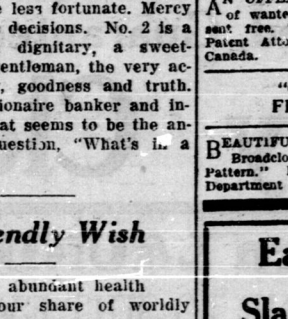 e less fortunate. Mercy
decisions. No. 2 is a
dignitary, a sweet-
entleman, the very ac-
, goodness and truth.
ionaire banker and in-
at seems to be the an-
uestion, "What's in a
endly Wish
abundant health
our share of worldly
AN
of wante
sent free.
Patent Atto
Canada.
"
F
BEAUTIFU
Broadclo
Pattern."
Department
Ea
Sla